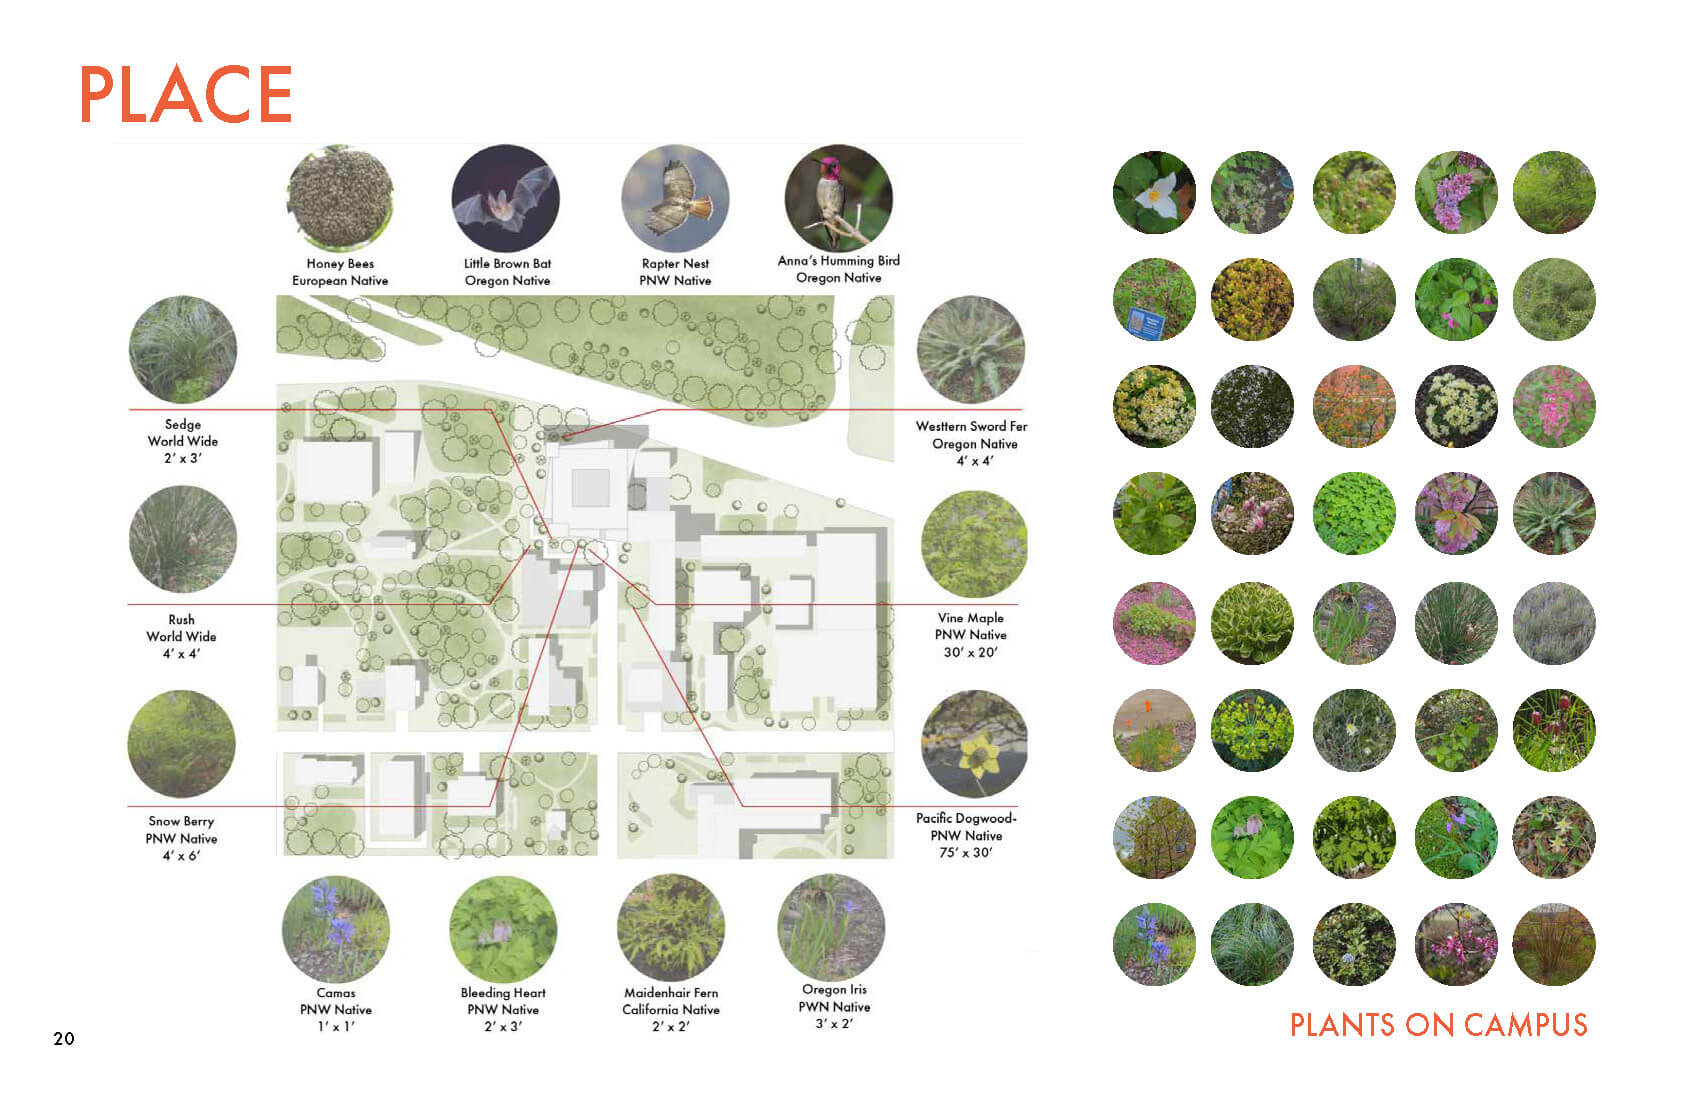 PLACE
Honey Bees
European Native
Little Brown Bat
Oregon Native
Rapter Nest
PNW Native
Anna's Humming Bird
Oregon Native
Sedge
World Wide
2' x 3'
Westtern Sword Fer
Oregon Native
4' x 4'
Rush
World Wide
4' x 4'
Vine Maple
PNW Native
30' x 20'
Snow Berry
PNW Native
4' x 6'
Pacific Dogwood-
PNW Native
75' x 30'
Camas
PNW Native
1' x 1'
Bleeding Heart
PNW Native
2' x 3'
Maidenhair Fern
California Native
2' x 2'
Oregon Iris
PWN Native
3' x 2'
PLANTS ON CAMPUS
20